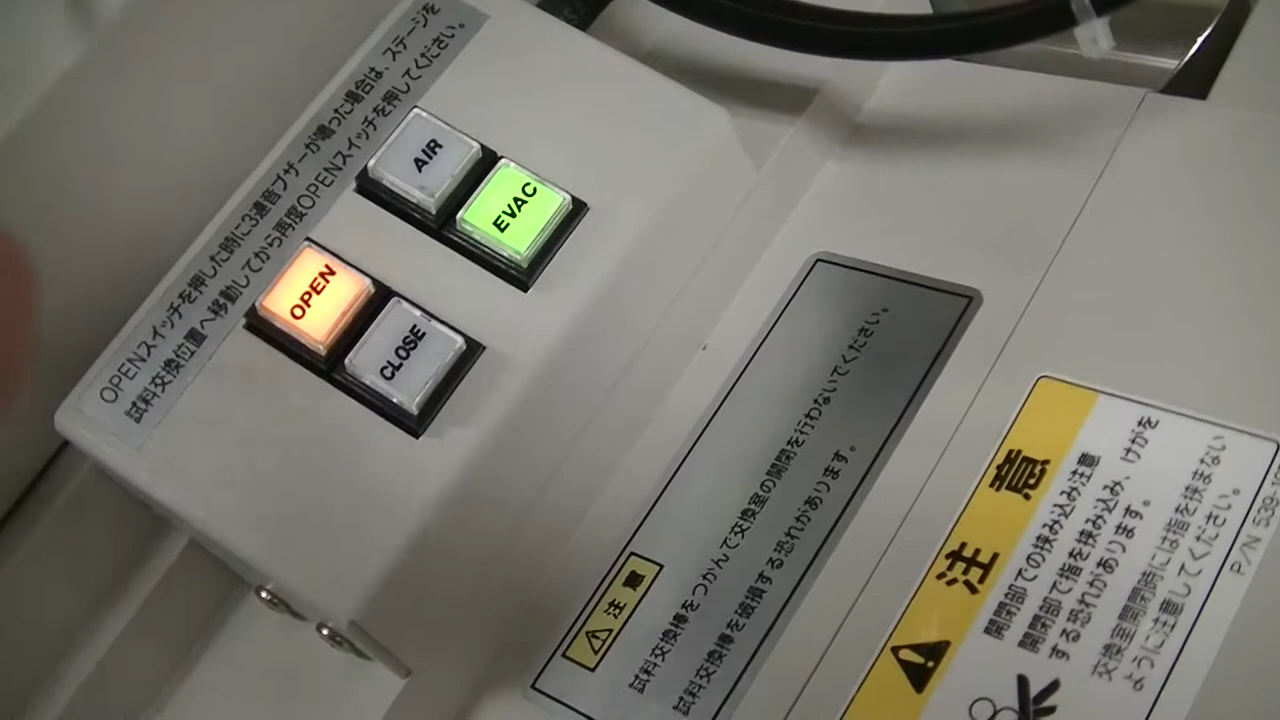 OPENスイッチを押した時に3連音ブザーが鳴った場合は、ステージを
試料交換位置へ移動してから再度OPENスイッチを押してください。
AIR
EVAC
OPEN
CLOSE
注意
試料交換棒をつかんで交換室の開閉を行わないでください。
試料交換棒を破損する恐れがあります。
注意
開閉部での挟み込み注意
開閉部で指を挟み込み、けがを
する恐れがあります。
交換室開閉時には指を挟まない
ように注意してください。
P/N 539-